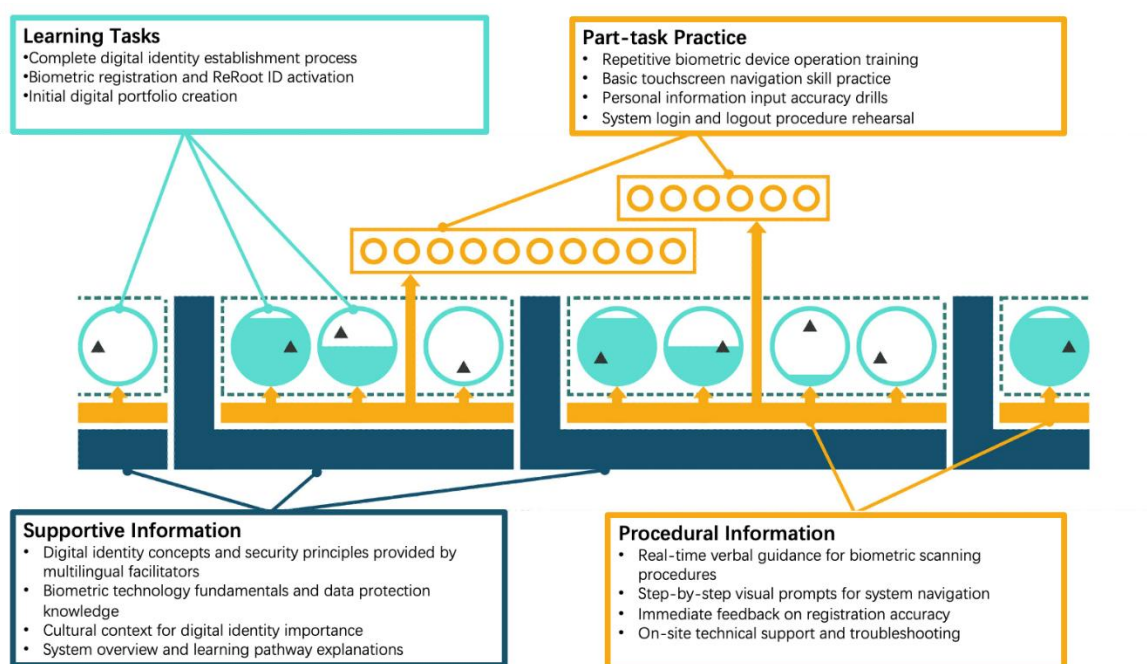 Learning Tasks
•Complete digital identity establishment process
•Biometric registration and ReRoot ID activation
•Initial digital portfolio creation
Part-task Practice
• Repetitive biometric device operation training
• Basic touchscreen navigation skill practice
• Personal information input accuracy drills
• System login and logout procedure rehearsal
Supportive Information
• Digital identity concepts and security principles provided by
multilingual facilitators
• Biometric technology fundamentals and data protection
knowledge
• Cultural context for digital identity importance
• System overview and learning pathway explanations
Procedural Information
• Real-time verbal guidance for biometric scanning
procedures
• Step-by-step visual prompts for system navigation
• Immediate feedback on registration accuracy
• On-site technical support and troubleshooting